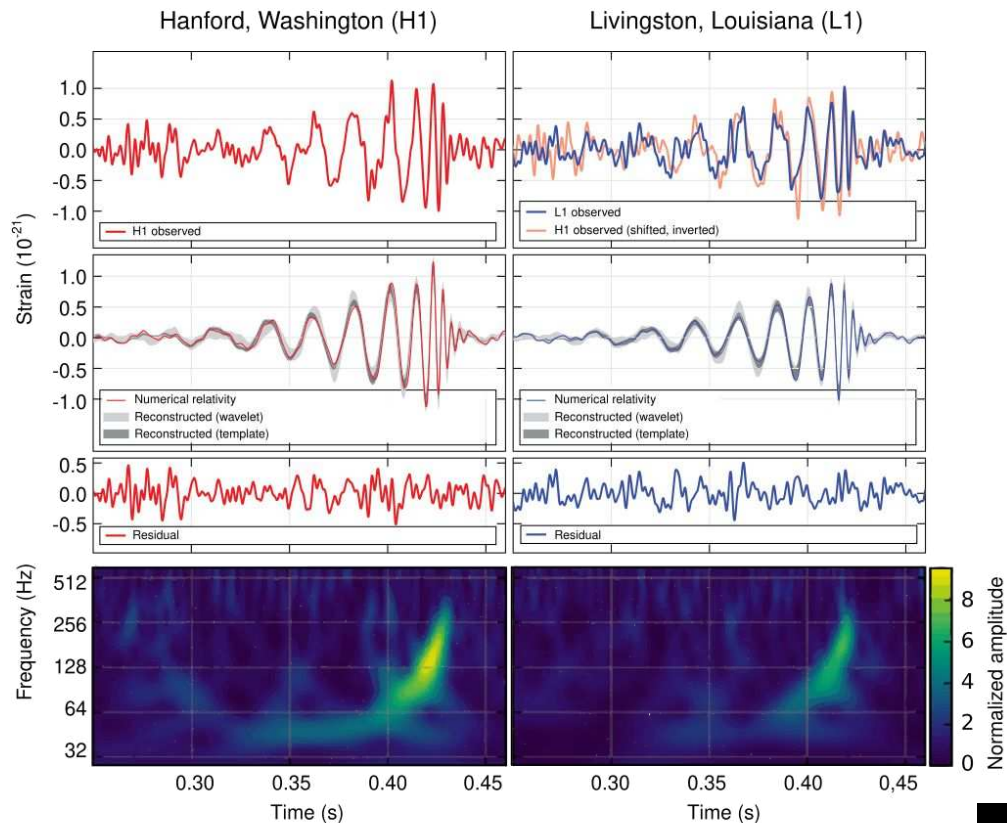 Hanford, Washington (H1)
Livingston, Louisiana (L1)
Strain (10⁻²¹)
1.0
0.5
0.0
-0.5
-1.0
H1 observed
L1 observed
H1 observed (shifted, inverted)
1.0
0.5
0.0
-0.5
-1.0
Numerical relativity
Reconstructed (wavelet)
Reconstructed (template)
Numerical relativity
Reconstructed (wavelet)
Reconstructed (template)
0.5
0.0
-0.5
Residual
Residual
Frequency (Hz)
512
256
128
64
32
Normalized amplitude
8
6
4
2
0
0.30
0.35
0.40
0.45
0.30
0.35
0.40
0,45
Time (s)
Time (s)